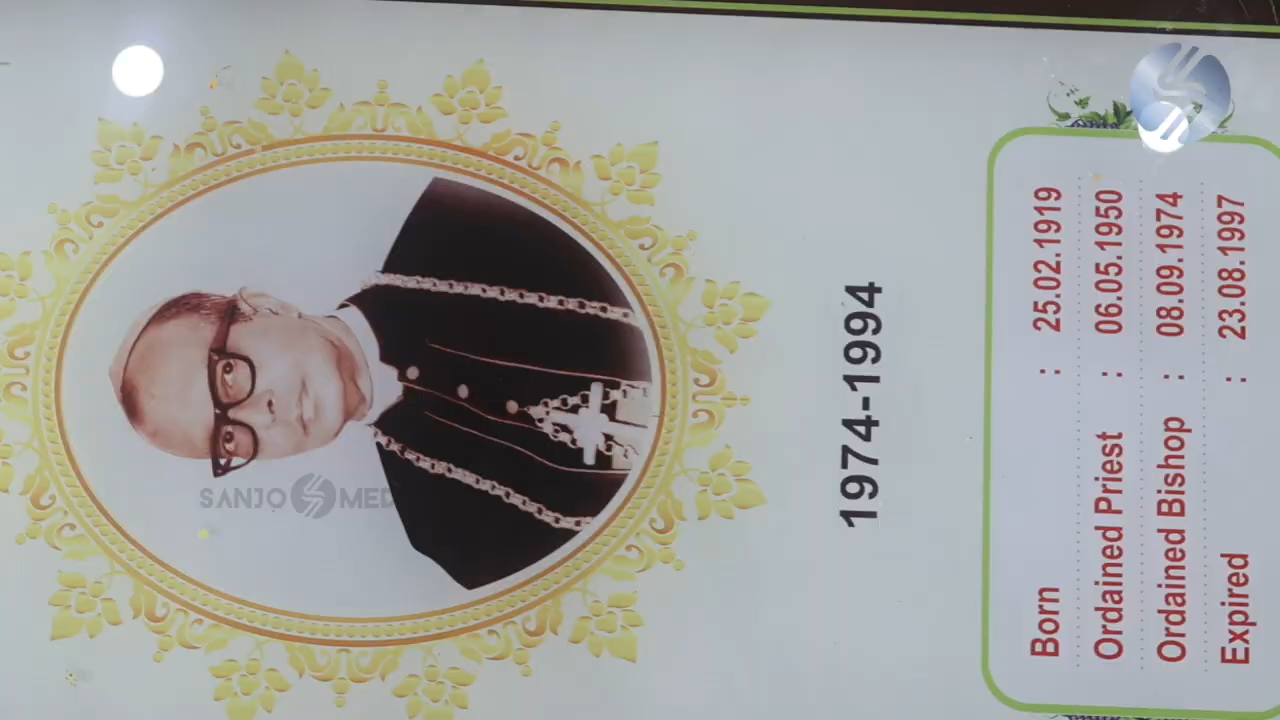 1974-1994
Born : 25.02.1919
Ordained Priest : 06.05.1950
Ordained Bishop : 08.09.1974
Expired : 23.08.1997
SANJO MED